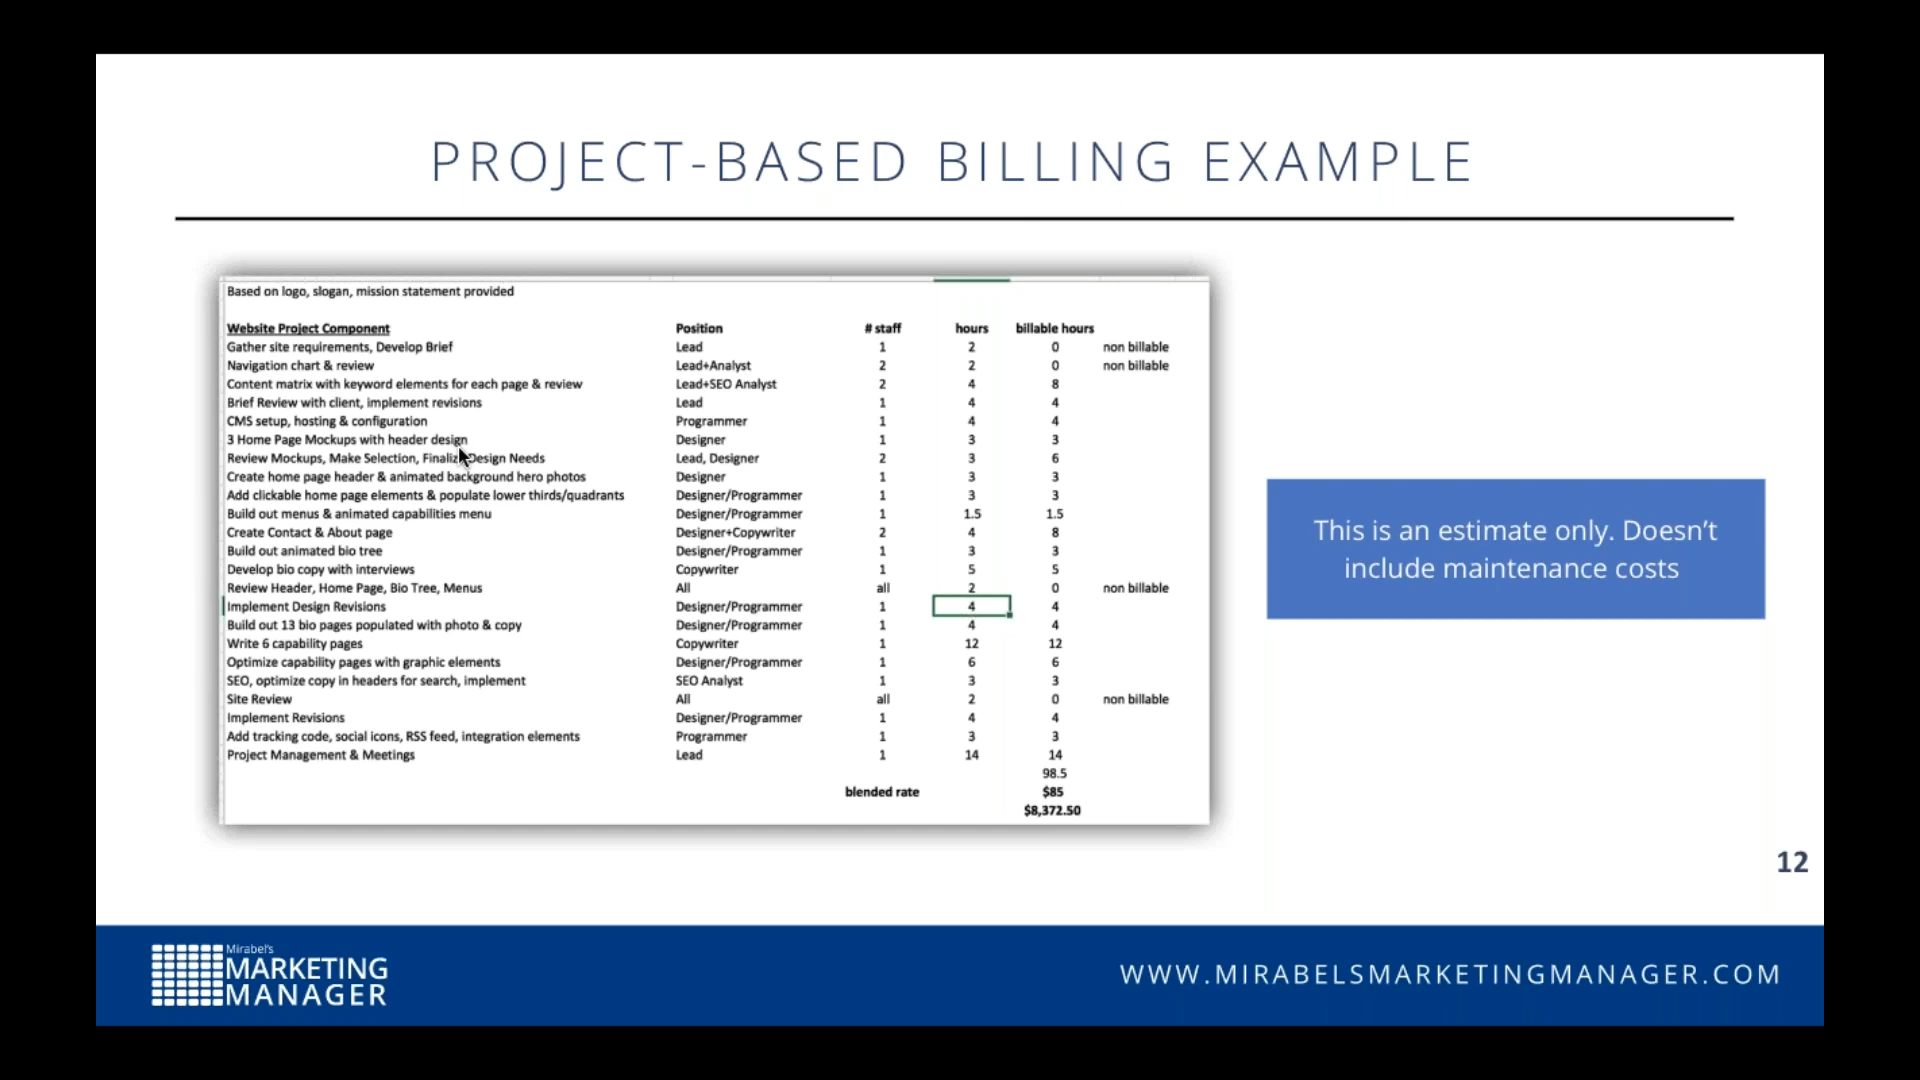 PROJECT-BASED BILLING EXAMPLE
Based on logo, slogan, mission statement provided
Website Project Component Position # staff hours billable hours
Gather site requirements, Develop Brief Lead 1 2 0 non billable
Navigation chart & review Lead+Analyst 2 2 0 non billable
Content matrix with keyword elements for each page & review Lead+SEO Analyst 2 4 8
Brief Review with client, implement revisions Lead 1 4 4
CMS setup, hosting & configuration Programmer 1 4 4
3 Home Page Mockups with header design Designer 1 3 3
Review Mockups, Make Selection, Finalize Design Needs Lead, Designer 2 3 6
Create home page header & animated background hero photos Designer 1 3 3
Add clickable home page elements & populate lower thirds/quadrants Designer/Programmer 1 3 3
Build out menus & animated capabilities menu Designer/Programmer 1 1.5 1.5
Create Contact & About page Designer+Copywriter 2 4 8
Build out animated bio tree Designer/Programmer 1 3 3
Develop bio copy with interviews Copywriter 1 5 5
Review Header, Home Page, Bio Tree, Menus All all 2 0 non billable
Implement Design Revisions Designer/Programmer 1 4 4
Build out 13 bio pages populated with photo & copy Designer/Programmer 1 4 4
Write 6 capability pages Copywriter 1 12 12
Optimize capability pages with graphic elements Designer/Programmer 1 6 6
SEO, optimize copy in headers for search, implement SEO Analyst 1 3 3
Site Review All all 2 0 non billable
Implement Revisions Designer/Programmer 1 4 4
Add tracking code, social icons, RSS feed, integration elements Programmer 1 3 3
Project Management & Meetings Lead 1 14 14
98.5
blended rate $85
$8,372.50
This is an estimate only. Doesn't
include maintenance costs
12
Mirabel's
MARKETING
MANAGER
WWW.MIRABELSMARKETINGMANAGER.COM